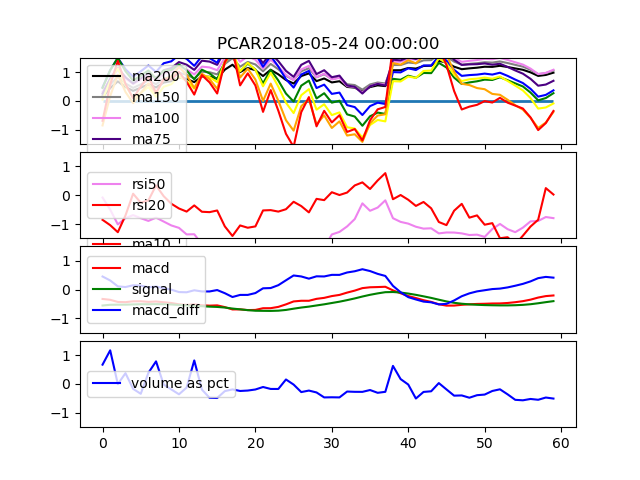 PCAR2018-05-24 00:00:00
1
0
−1
ma200
ma150
ma100
ma75
1
0
−1
rsi50
rsi20
ma10
1
0
−1
macd
signal
macd_diff
1
0
−1
volume as pct
0 10 20 30 40 50 60